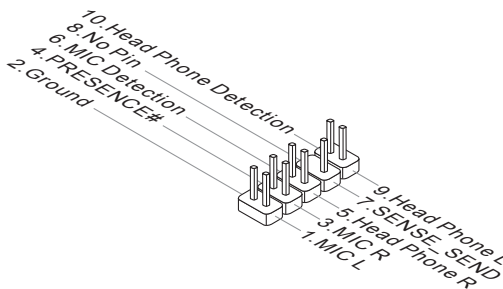 10.Head Phone Detection
8.No Pin
6.MIC Detection
4.PRESENCE#
2.Ground
9.Head Phone L
7.SENSE_SEND
5.Head Phone R
3.MIC R
1.MIC L